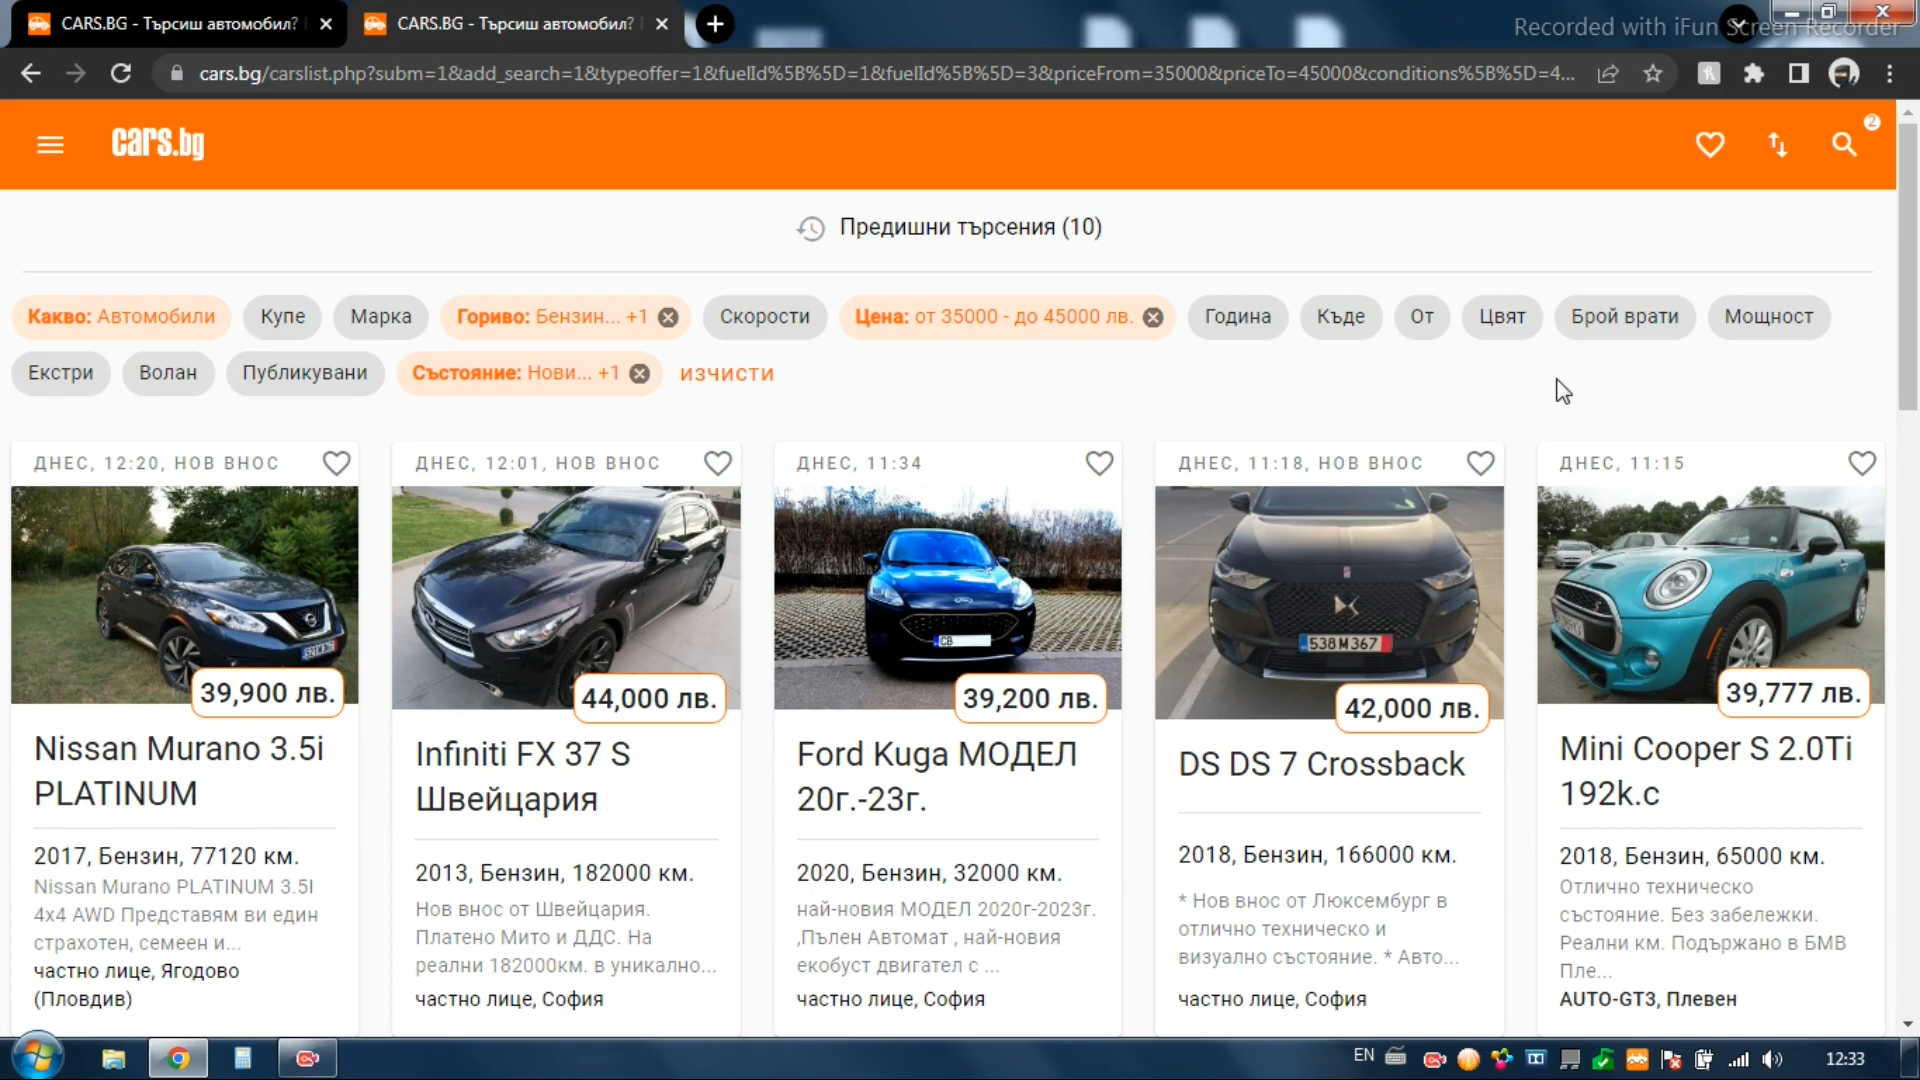 CARS.BG - Търсиш автомобил?
CARS.BG - Търсиш автомобил?
Recorded with iFun Screen Recorder
cars.bg/carslist.php?subm=1&add_search=1&typeoffer=1&fuelId%5B%5D=1&fuelId%5B%5D=3&priceFrom=35000&priceTo=45000&conditions%5B%5D=4...
cars.bg
2
Предишни търсения (10)
Какво: Автомобили Купе Марка Гориво: Бензин... +1 Скорости Цена: от 35000 - до 45000 лв. Година Къде От Цвят Брой врати Мощност
Екстри Волан Публикувани Състояние: Нови... +1 изчисти
ДНЕС, 12:20, НОВ ВНОС
39,900 лв.
Nissan Murano 3.5i
PLATINUM
2017, Бензин, 77120 км.
Nissan Murano PLATINUM 3.5I
4x4 AWD Представям ви един
страхотен, семеен и...
частно лице, Ягодово
(Пловдив)
ДНЕС, 12:01, НОВ ВНОС
44,000 лв.
Infiniti FX 37 S
Швейцария
2013, Бензин, 182000 км.
Нов внос от Швейцария.
Платено Мито и ДДС. На
реални 182000км. в уникално...
частно лице, София
ДНЕС, 11:34
СВ
39,200 лв.
Ford Kuga МОДЕЛ
20г.-23г.
2020, Бензин, 32000 км.
най-новия МОДЕЛ 2020г-2023г.
,Пълен Автомат , най-новия
екобуст двигател с ...
частно лице, София
ДНЕС, 11:18, НОВ ВНОС
538M367
42,000 лв.
DS DS 7 Crossback
2018, Бензин, 166000 км.
* Нов внос от Люксембург в
отлично техническо и
визуално състояние. * Авто...
частно лице, София
ДНЕС, 11:15
39,777 лв.
Mini Cooper S 2.0Ti
192k.c
2018, Бензин, 65000 км.
Отлично техническо
състояние. Без забележки.
Реални км. Подържано в БМВ
Пле...
AUTO-GT3, Плевен
EN
12:33